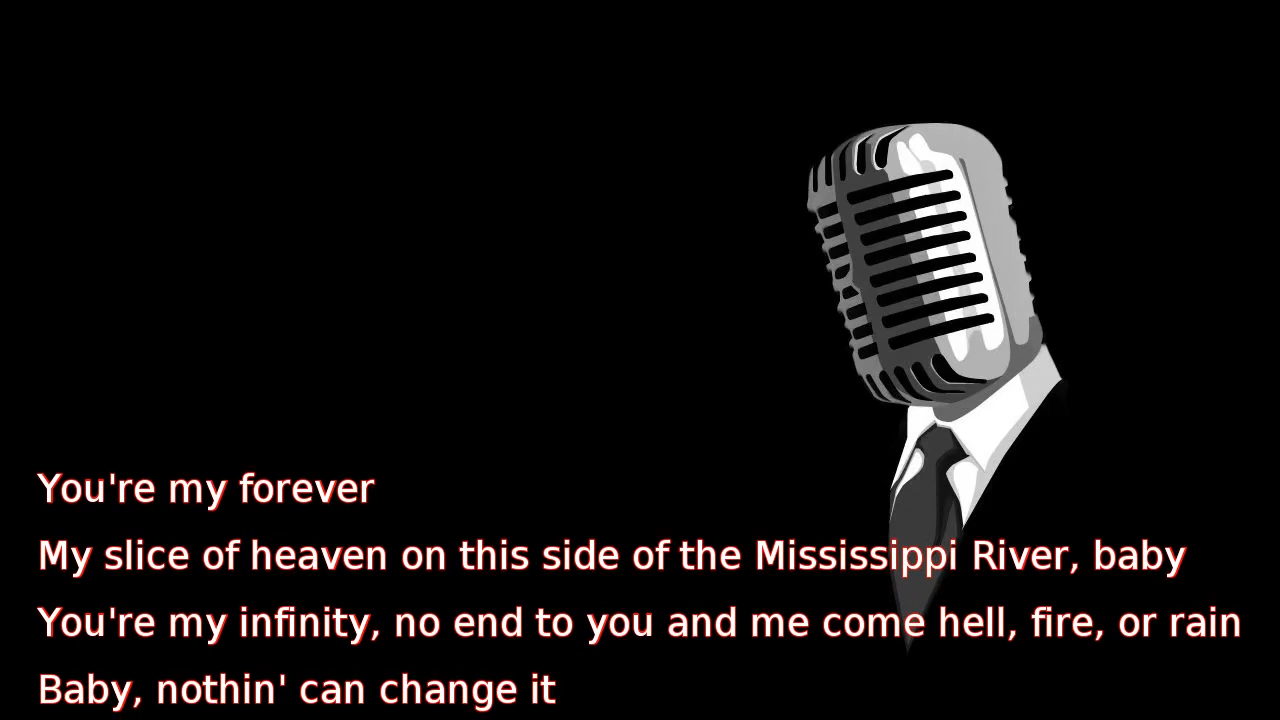 You're my forever
My slice of heaven on this side of the Mississippi River, baby
You're my infinity, no end to you and me come hell, fire, or rain
Baby, nothin' can change it